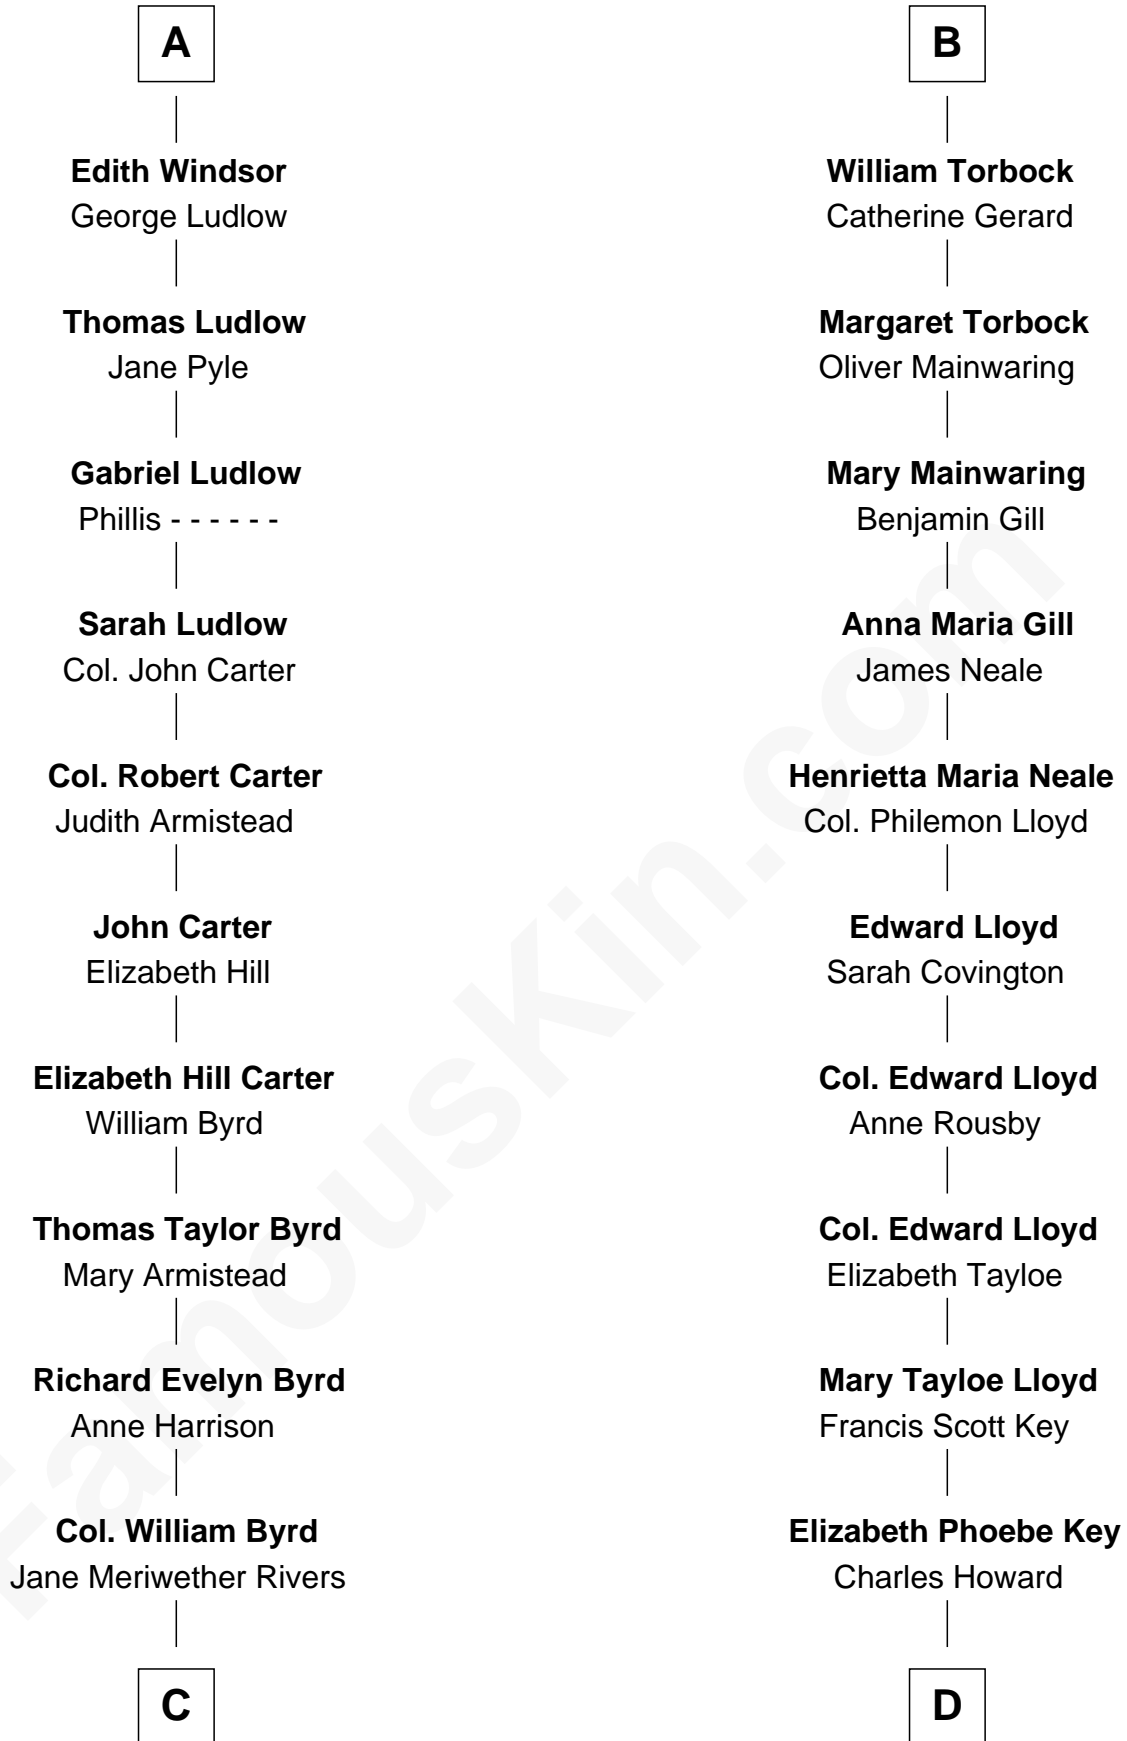 A
Edith Windsor
George Ludlow
Thomas Ludlow
Jane Pyle
Gabriel Ludlow
Phillis - - - - - -
Sarah Ludlow
Col. John Carter
Col. Robert Carter
Judith Armistead
John Carter
Elizabeth Hill
Elizabeth Hill Carter
William Byrd
Thomas Taylor Byrd
Mary Armistead
Richard Evelyn Byrd
Anne Harrison
Col. William Byrd
Jane Meriwether Rivers
C
B
William Torbock
Catherine Gerard
Margaret Torbock
Oliver Mainwaring
Mary Mainwaring
Benjamin Gill
Anna Maria Gill
James Neale
Henrietta Maria Neale
Col. Philemon Lloyd
Edward Lloyd
Sarah Covington
Col. Edward Lloyd
Anne Rousby
Col. Edward Lloyd
Elizabeth Tayloe
Mary Tayloe Lloyd
Francis Scott Key
Elizabeth Phoebe Key
Charles Howard
D
FamousKin.com